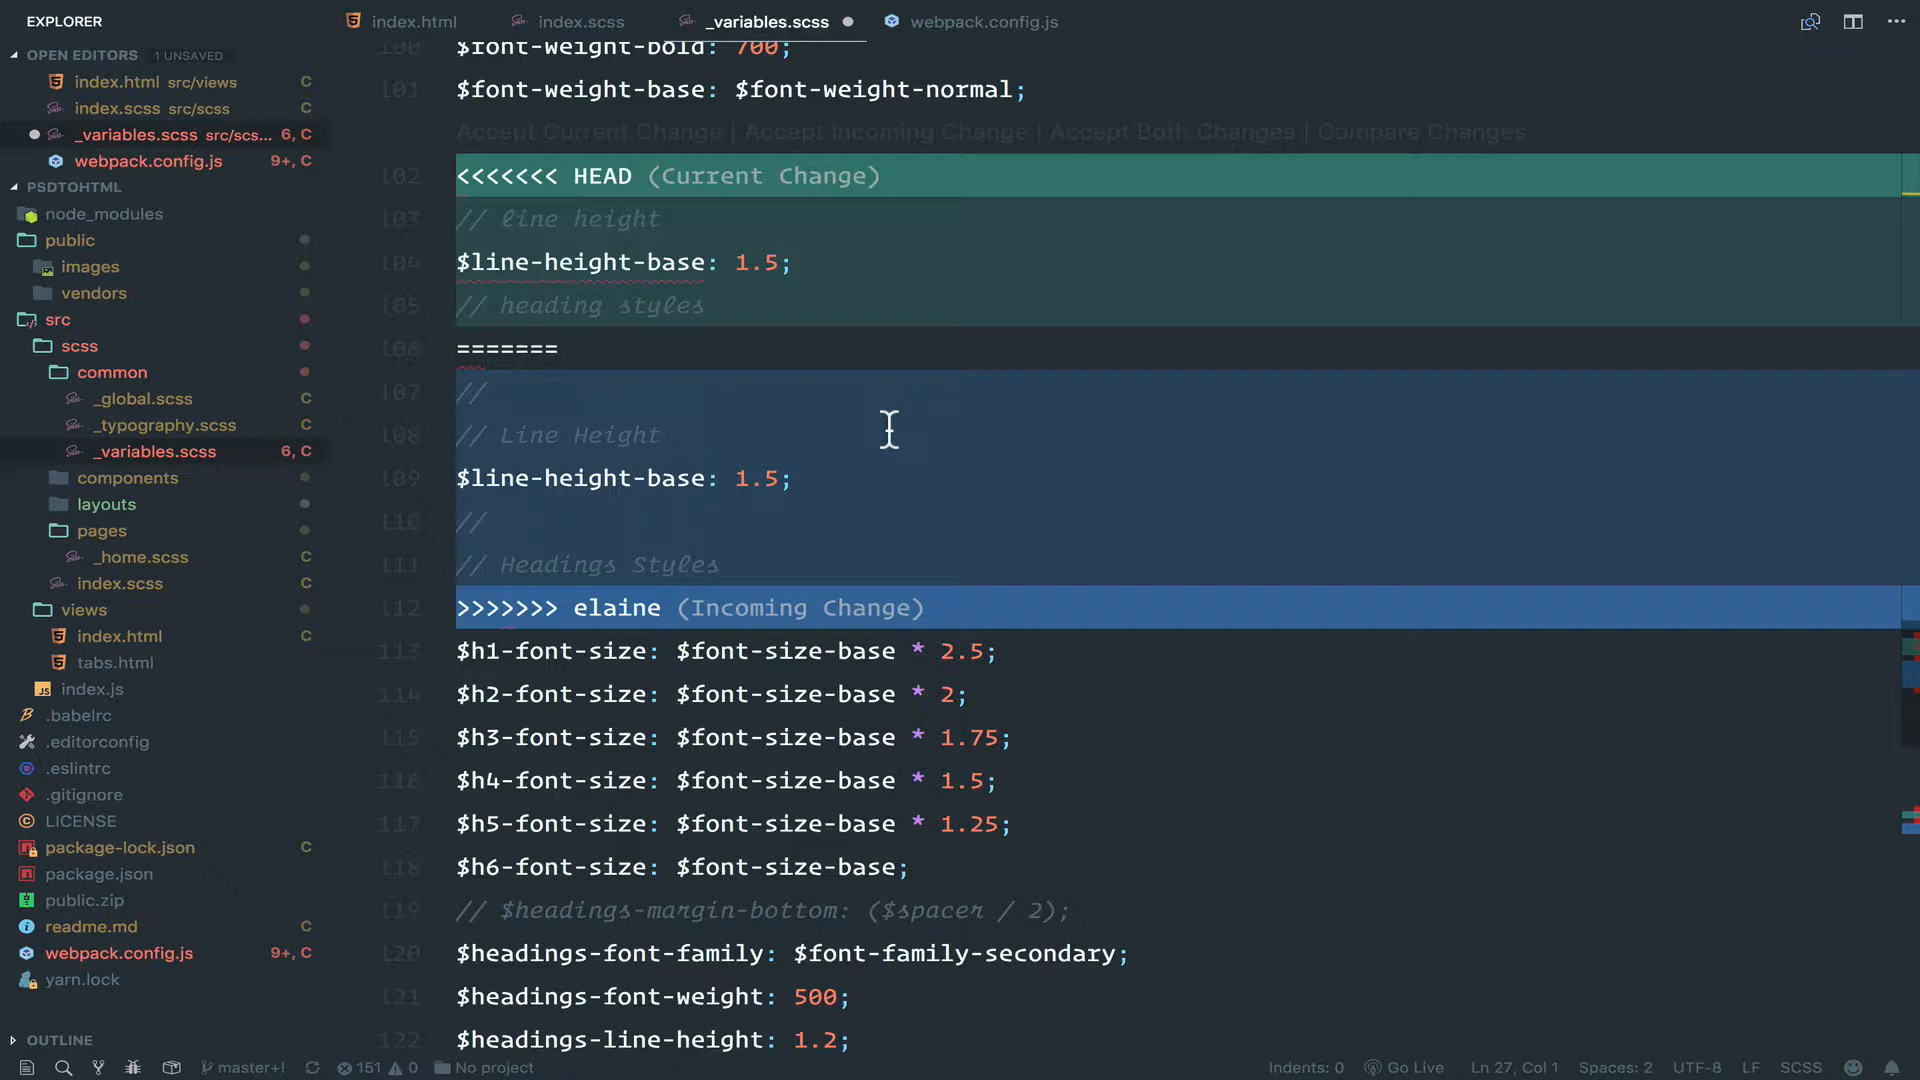 EXPLORER
OPEN EDITORS 1 UNSAVED
index.html src/views C
index.scss src/scss C
_variables.scss src/scs... 6, C
webpack.config.js 9+, C
PSDTOHTML
node_modules
public
images
vendors
src
scss
common
_global.scss C
_typography.scss C
_variables.scss 6, C
components
layouts
pages
_home.scss C
index.scss C
views
index.html C
tabs.html
index.js
.babelrc
.editorconfig
.eslintrc
.gitignore
LICENSE
package-lock.json C
package.json
public.zip
readme.md C
webpack.config.js 9+, C
yarn.lock
OUTLINE
index.html index.scss _variables.scss webpack.config.js
100 $font-weight-bold: 700;
101 $font-weight-base: $font-weight-normal;
Accept Current Change | Accept Incoming Change | Accept Both Changes | Compare Changes
102 <<<<<<< HEAD (Current Change)
103 // line height
104 $line-height-base: 1.5;
105 // heading styles
106 =======
107 //
108 // Line Height
109 $line-height-base: 1.5;
110 //
111 // Headings Styles
112 >>>>>>> elaine (Incoming Change)
113 $h1-font-size: $font-size-base * 2.5;
114 $h2-font-size: $font-size-base * 2;
115 $h3-font-size: $font-size-base * 1.75;
116 $h4-font-size: $font-size-base * 1.5;
117 $h5-font-size: $font-size-base * 1.25;
118 $h6-font-size: $font-size-base;
119 // $headings-margin-bottom: ($spacer / 2);
120 $headings-font-family: $font-family-secondary;
121 $headings-font-weight: 500;
122 $headings-line-height: 1.2;
master+! 151 0 No project Indents: 0 Go Live Ln 27, Col 1 Spaces: 2 UTF-8 LF SCSS